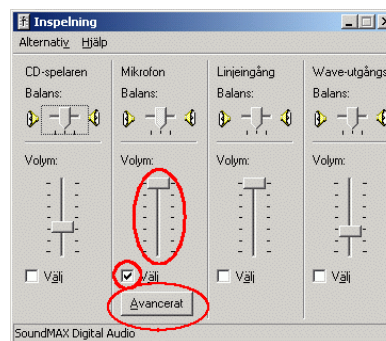 Inspelning
Alternativ Hjälp
CD-spelaren Mikrofon Linjeingång Wave-utgångs
Balans: Balans: Balans: Balans:
Volym: Volym: Volym: Volym:
Välj Välj Välj Välj
Avancerat
SoundMAX Digital Audio